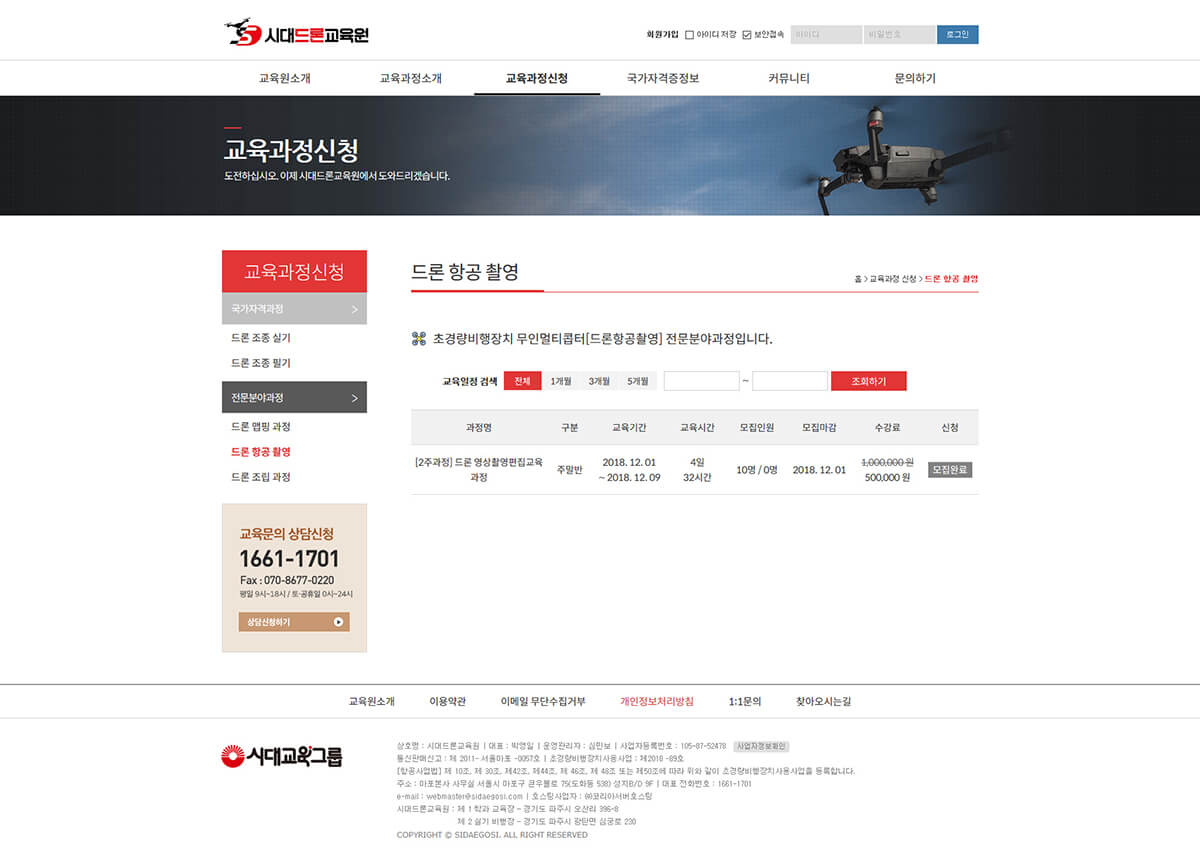 시대드론교육원
회원가입 아이디 저장 보안접속 아이디 비밀번호 로그인
교육원소개 교육과정소개 교육과정신청 국가자격증정보 커뮤니티 문의하기
교육과정신청
도전하십시오. 이제 시대드론교육원에서 도와드리겠습니다.
교육과정신청
국가자격과정 >
드론 조종 실기
드론 조종 필기
전문분야과정 >
드론 맵핑 과정
드론 항공 촬영
드론 조립 과정
교육문의 상담신청
1661-1701
Fax : 070-8677-0220
평일 9시~18시 / 토·공휴일 0시~24시
상담신청하기
드론 항공 촬영
홈 > 교육과정 신청 > 드론 항공 촬영
초경량비행장치 무인멀티콥터[드론항공촬영] 전문분야과정입니다.
교육일정 검색 전체 1개월 3개월 5개월 ~ 조회하기
과정명 구분 교육기간 교육시간 모집인원 모집마감 수강료 신청
[2주과정] 드론 영상촬영편집교육
과정
주말반
2018. 12. 01
~ 2018. 12. 09
4일
32시간
10명 / 0명
2018. 12. 01
1,000,000 원
500,000 원
모집완료
교육원소개 이용약관 이메일 무단수집거부 개인정보처리방침 1:1문의 찾아오시는길
시대교육그룹
상호명 : 시대드론교육원 | 대표 : 박영일 | 운영관리자 : 심민보 | 사업자등록번호 : 105-87-52478 사업자정보확인
통신판매신고 : 제 2011- 서울마포 -0057호 | 초경량비행장치사용사업 : 제2018 -89호
[항공사업법] 제 10조, 제 30조, 제42조, 제44조, 제 46조, 제 48조 또는 제50조에 따라 위와 같이 초경량비행장치사용사업을 등록합니다.
주소 : 마포본사 사무실 서울시 마포구 큰우물로 75(도화동 538) 성지B/D 9F | 대표 전화번호 : 1661-1701
e-mail : webmaster@sidaegosi.com | 호스팅사업자 : ㈜코리아서버호스팅
시대드론교육원 : 제 1 학과 교육장 - 경기도 파주시 오산리 396-8
제 2 실기 비행장 - 경기도 파주시 광탄면 심궁로 230
COPYRIGHT © SIDAEGOSI. ALL RIGHT RESERVED